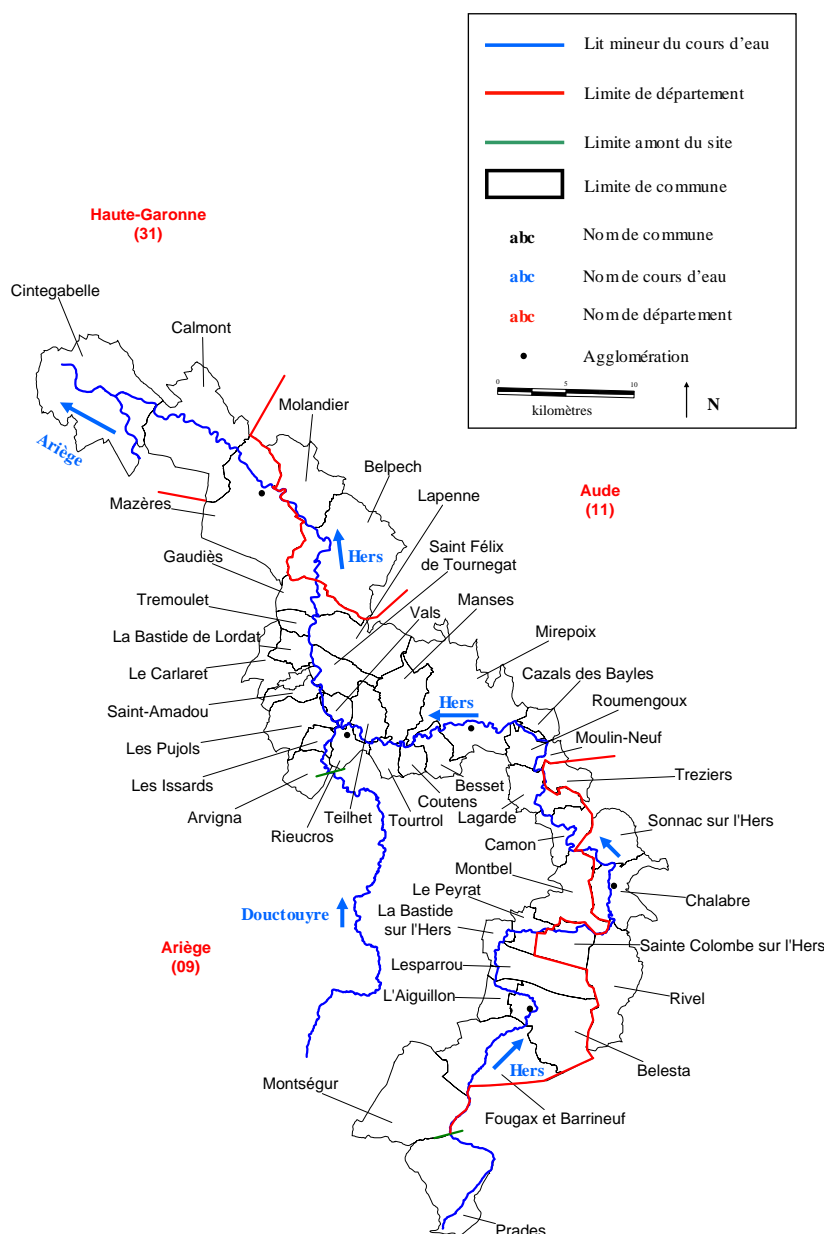 Lit mineur du cours d'eau
Limite de département
Limite amont du site
Limite de commune
abc Nom de commune
abc Nom de cours d'eau
abc Nom de département
Agglomération
0 5 10
kilomètres
N
Haute-Garonne
(31)
Cintegabelle
Calmont
Molandier
Ariège
Belpech
Mazères
Lapenne
Aude
(11)
Hers
Gaudiès
Saint Félix
de Tournegat
Tremoulet
Vals
Manses
La Bastide de Lordat
Mirepoix
Le Carlaret
Cazals des Bayles
Saint-Amadou
Hers
Roumengoux
Les Pujols
Moulin-Neuf
Les Issards
Besset
Treziers
Arvigna
Coutens
Rieucros
Teilhet
Tourtrol
Lagarde
Sonnac sur l'Hers
Camon
Montbel
Le Peyrat
Chalabre
La Bastide
sur l'Hers
Douctouyre
Sainte Colombe sur l'Hers
Ariège
(09)
Lesparrou
L'Aiguillon
Rivel
Hers
Belesta
Montségur
Fougax et Barrineuf
Prades